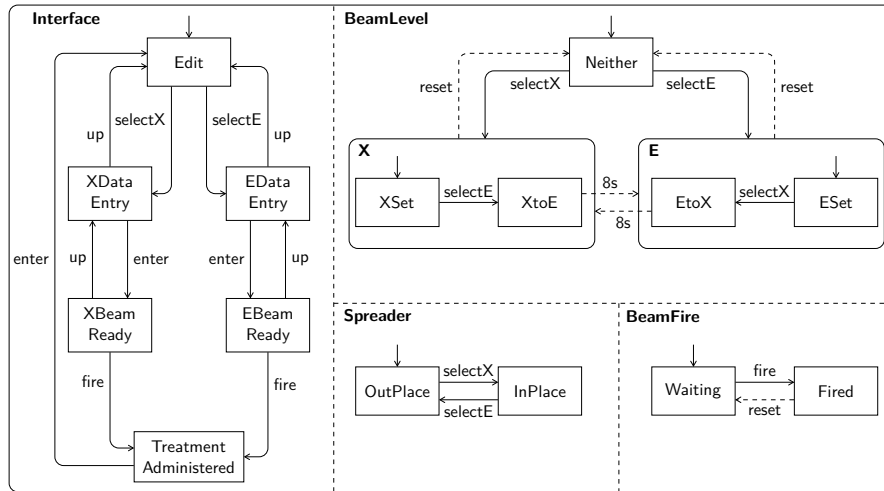 Interface
Edit
selectX
selectE
up
up
XData
Entry
EData
Entry
enter
up
enter
enter
up
XBeam
Ready
EBeam
Ready
fire
fire
Treatment
Administered
BeamLevel
Neither
reset
selectX
selectE
reset
X
XSet
selectE
XtoE
8s
8s
E
EtoX
selectX
ESet
Spreader
OutPlace
selectX
selectE
InPlace
BeamFire
Waiting
fire
reset
Fired